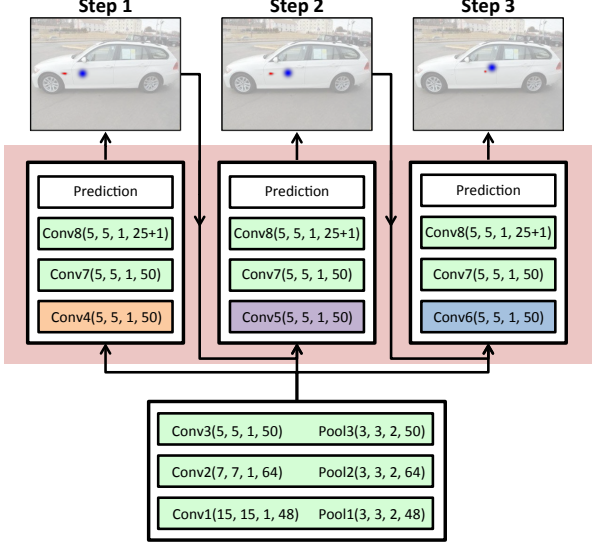 Step 1 Step 2 Step 3
Prediction Prediction Prediction
Conv8(5, 5, 1, 25+1) Conv8(5, 5, 1, 25+1) Conv8(5, 5, 1, 25+1)
Conv7(5, 5, 1, 50) Conv7(5, 5, 1, 50) Conv7(5, 5, 1, 50)
Conv4(5, 5, 1, 50) Conv5(5, 5, 1, 50) Conv6(5, 5, 1, 50)
Conv3(5, 5, 1, 50) Pool3(3, 3, 2, 50)
Conv2(7, 7, 1, 64) Pool2(3, 3, 2, 64)
Conv1(15, 15, 1, 48) Pool1(3, 3, 2, 48)